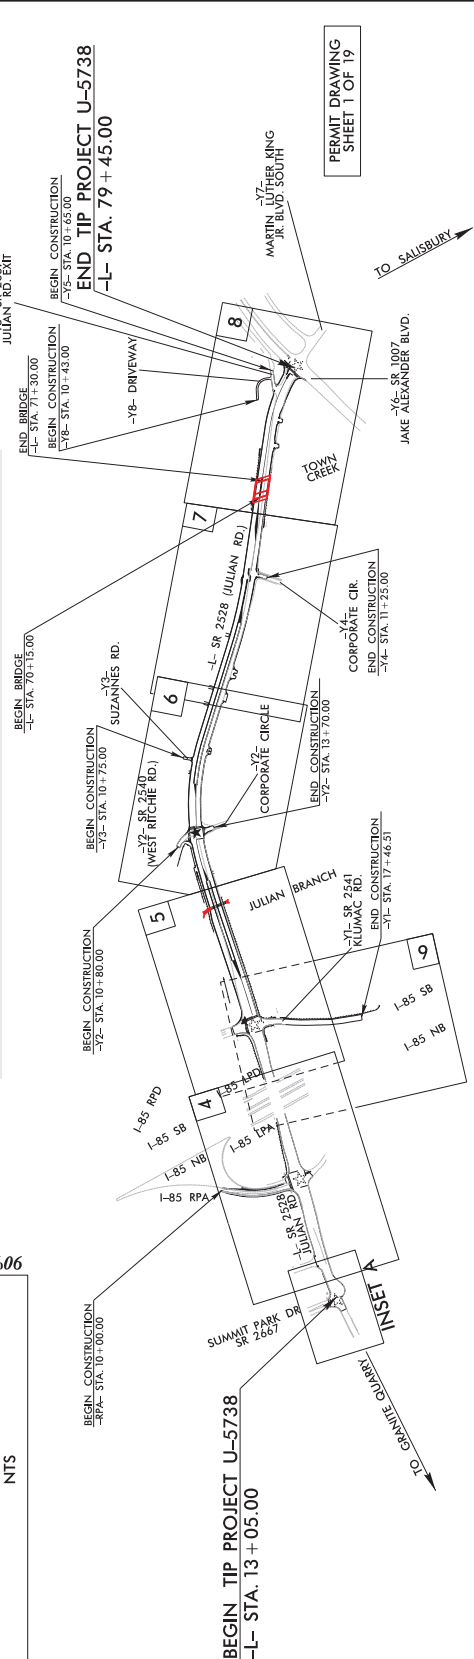 PERMIT DRAWING
SHEET 1 OF 19
JULIAN RD. EXIT
BEGIN CONSTRUCTION
-Y5- STA. 10+65.00
END TIP PROJECT U-5738
-L- STA. 79+45.00
-Y7-
MARTIN LUTHER KING
JR. BLVD. SOUTH
TO SALISBURY
END BRIDGE
-L- STA. 71+30.00
BEGIN CONSTRUCTION
-Y8- STA. 10+43.00
-Y8- DRIVEWAY
8
-Y6- SR 1007
JAKE ALEXANDER BLVD.
TOWN
CREEK
7
BEGIN BRIDGE
-L- STA. 70+15.00
-L- SR 2528 (JULIAN RD.)
-Y4-
CORPORATE CIR.
END CONSTRUCTION
-Y4- STA. 11+25.00
-Y3-
SUZANNES RD.
6
BEGIN CONSTRUCTION
-Y3- STA. 10+75.00
-Y2- SR 2540
(WEST RITCHIE RD.)
-Y2-
CORPORATE CIRCLE
END CONSTRUCTION
-Y2- STA. 13+70.00
BEGIN CONSTRUCTION
-Y2- STA. 10+80.00
5
JULIAN BRANCH
-Y1- SR 2541
KLUMAC RD.
END CONSTRUCTION
-Y1- STA. 17+46.51
9
I-85 SB
I-85 NB
I-85 RPD
I-85 SB
I-85 NB
I-85 RPA
4
I-85 LPD
I-85 LPA
-L- SR 2528
JULIAN RD
BEGIN CONSTRUCTION
-RPA- STA. 10+00.00
SUMMIT PARK DR
SR 2667
INSET A
TO GRANITE QUARRY
BEGIN TIP PROJECT U-5738
-L- STA. 13+05.00
NTS